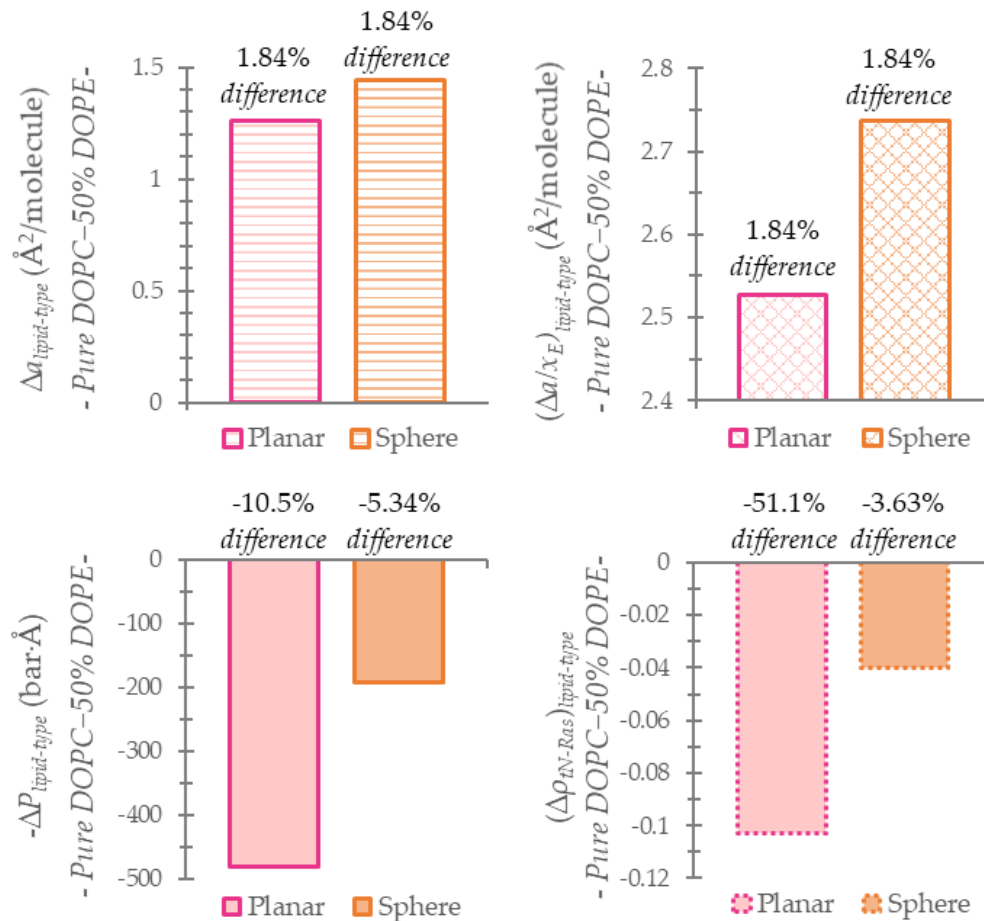 Δa_lipid-type (Å²/molecule)
- Pure DOPC–50% DOPE-
1.84%
difference
1.84%
difference
1.5
1
0.5
0
Planar Sphere
(Δa/x_E)_lipid-type (Å²/molecule)
- Pure DOPC–50% DOPE-
1.84%
difference
1.84%
difference
2.8
2.7
2.6
2.5
2.4
Planar Sphere
-ΔP_lipid-type (bar·Å)
- Pure DOPC–50% DOPE-
-10.5% -5.34%
difference difference
0
-100
-200
-300
-400
-500
Planar Sphere
(Δρ_tN-Ras)_lipid-type
- Pure DOPC–50% DOPE-
-51.1% -3.63%
difference difference
0
-0.02
-0.04
-0.06
-0.08
-0.1
-0.12
Planar Sphere